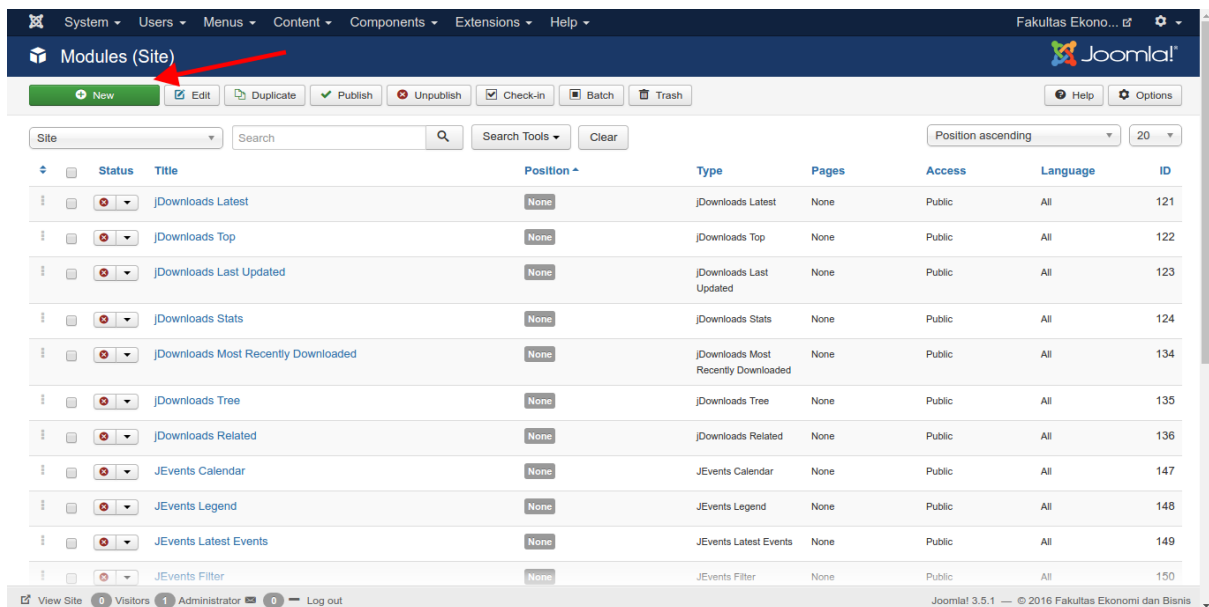 System Users Menus Content Components Extensions Help Fakultas Ekono...
Modules (Site) Joomla!®
New Edit Duplicate Publish Unpublish Check-in Batch Trash Help Options
Site Search Search Tools Clear Position ascending 20
Status Title Position Type Pages Access Language ID
jDownloads Latest None jDownloads Latest None Public All 121
jDownloads Top None jDownloads Top None Public All 122
jDownloads Last Updated None jDownloads Last None Public All 123
Updated
jDownloads Stats None jDownloads Stats None Public All 124
jDownloads Most Recently Downloaded None jDownloads Most None Public All 134
Recently Downloaded
jDownloads Tree None jDownloads Tree None Public All 135
jDownloads Related None jDownloads Related None Public All 136
JEvents Calendar None JEvents Calendar None Public All 147
JEvents Legend None JEvents Legend None Public All 148
JEvents Latest Events None JEvents Latest Events None Public All 149
JEvents Filter None JEvents Filter None Public All 150
View Site 0 Visitors 1 Administrator 0 Log out Joomla! 3.5.1 — © 2016 Fakultas Ekonomi dan Bisnis